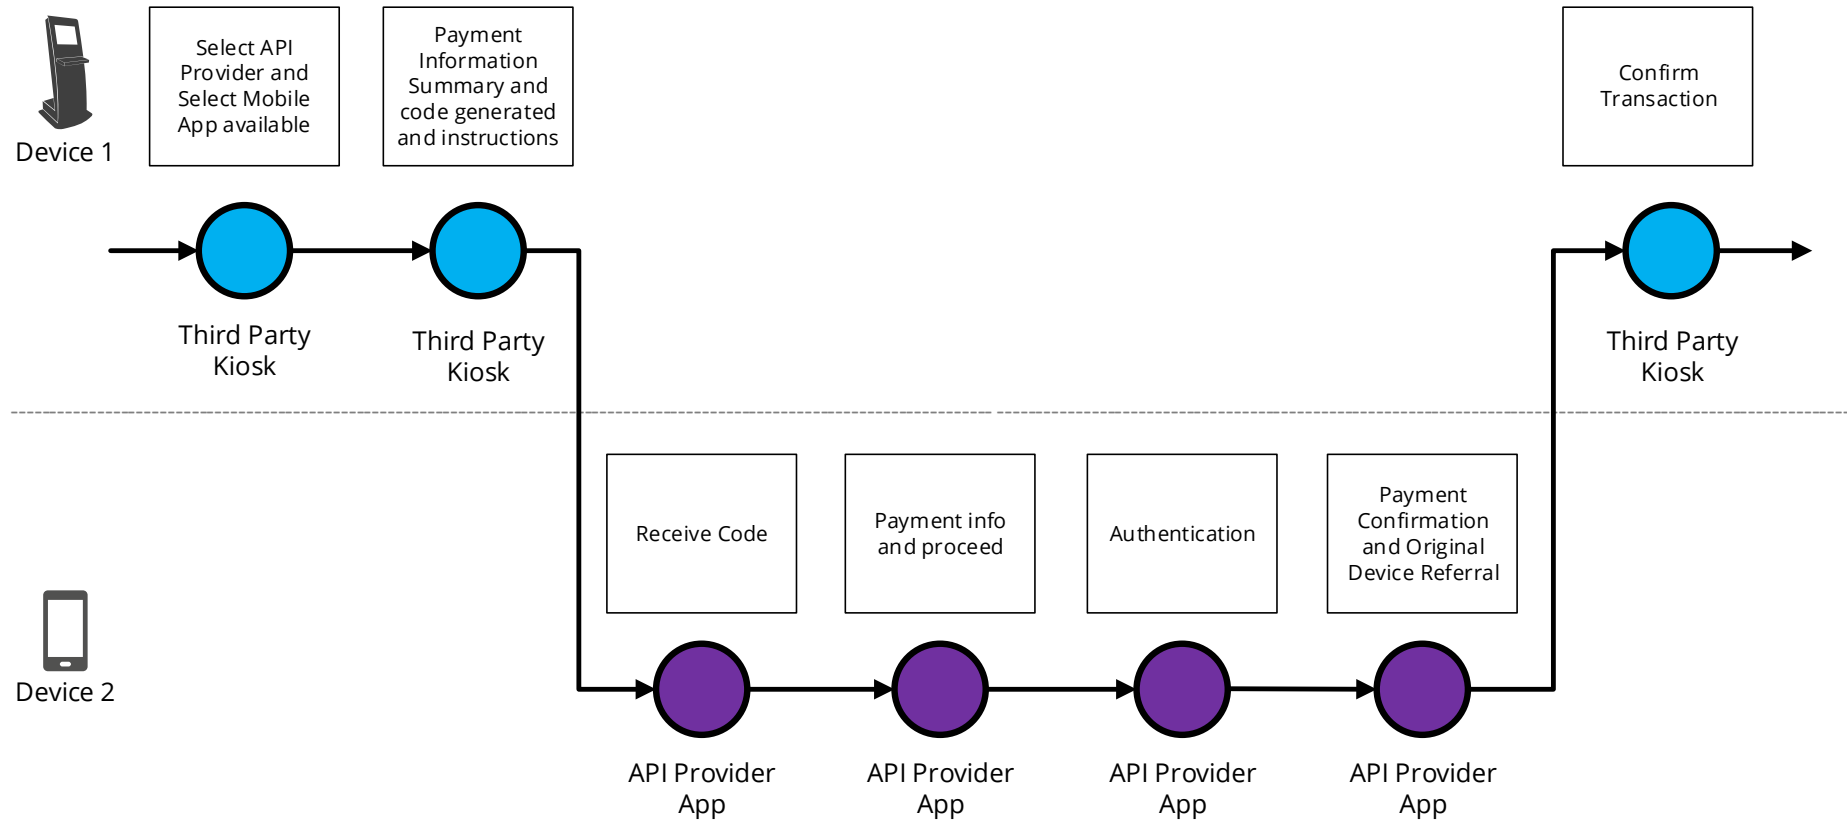 Select API
Provider and
Select Mobile
App available
Payment
Information
Summary and
code generated
and instructions
Confirm
Transaction
Device 1
Third Party
Kiosk
Third Party
Kiosk
Third Party
Kiosk
Receive Code
Payment info
and proceed
Authentication
Payment
Confirmation
and Original
Device Referral
Device 2
API Provider
App
API Provider
App
API Provider
App
API Provider
App